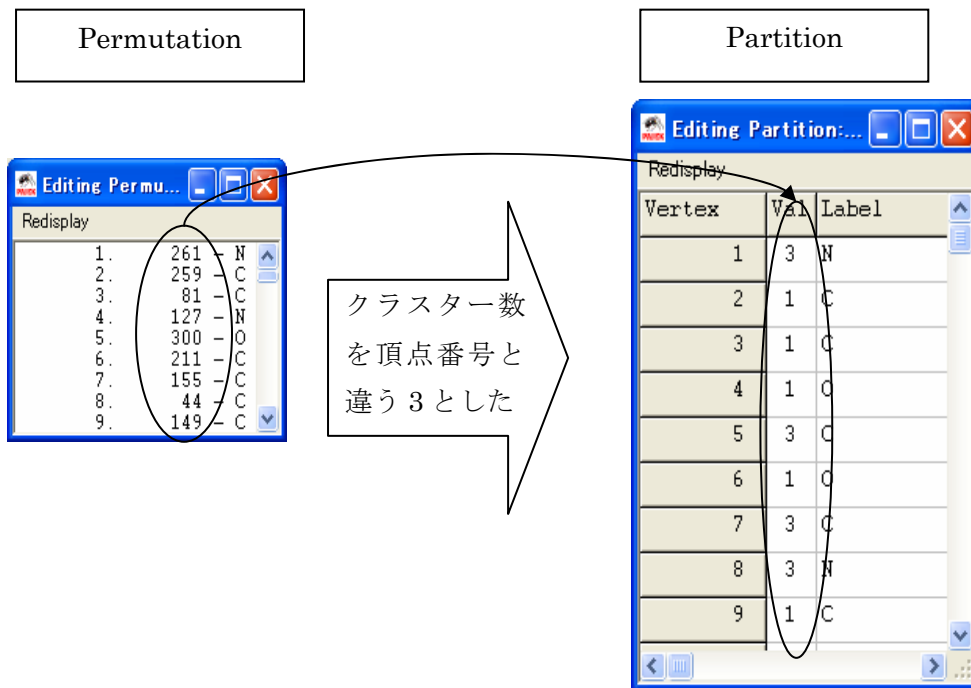 Permutation
Partition
Editing Permu...
Redisplay
1. 261 - N
2. 259 - C
3. 81 - C
4. 127 - N
5. 300 - O
6. 211 - C
7. 155 - C
8. 44 - C
9. 149 - C
クラスター数
を頂点番号と
違う3とした
Editing Partition:...
Redisplay
Vertex Val Label
1 3 N
2 1 C
3 1 C
4 1 O
5 3 C
6 1 O
7 3 C
8 3 N
9 1 C